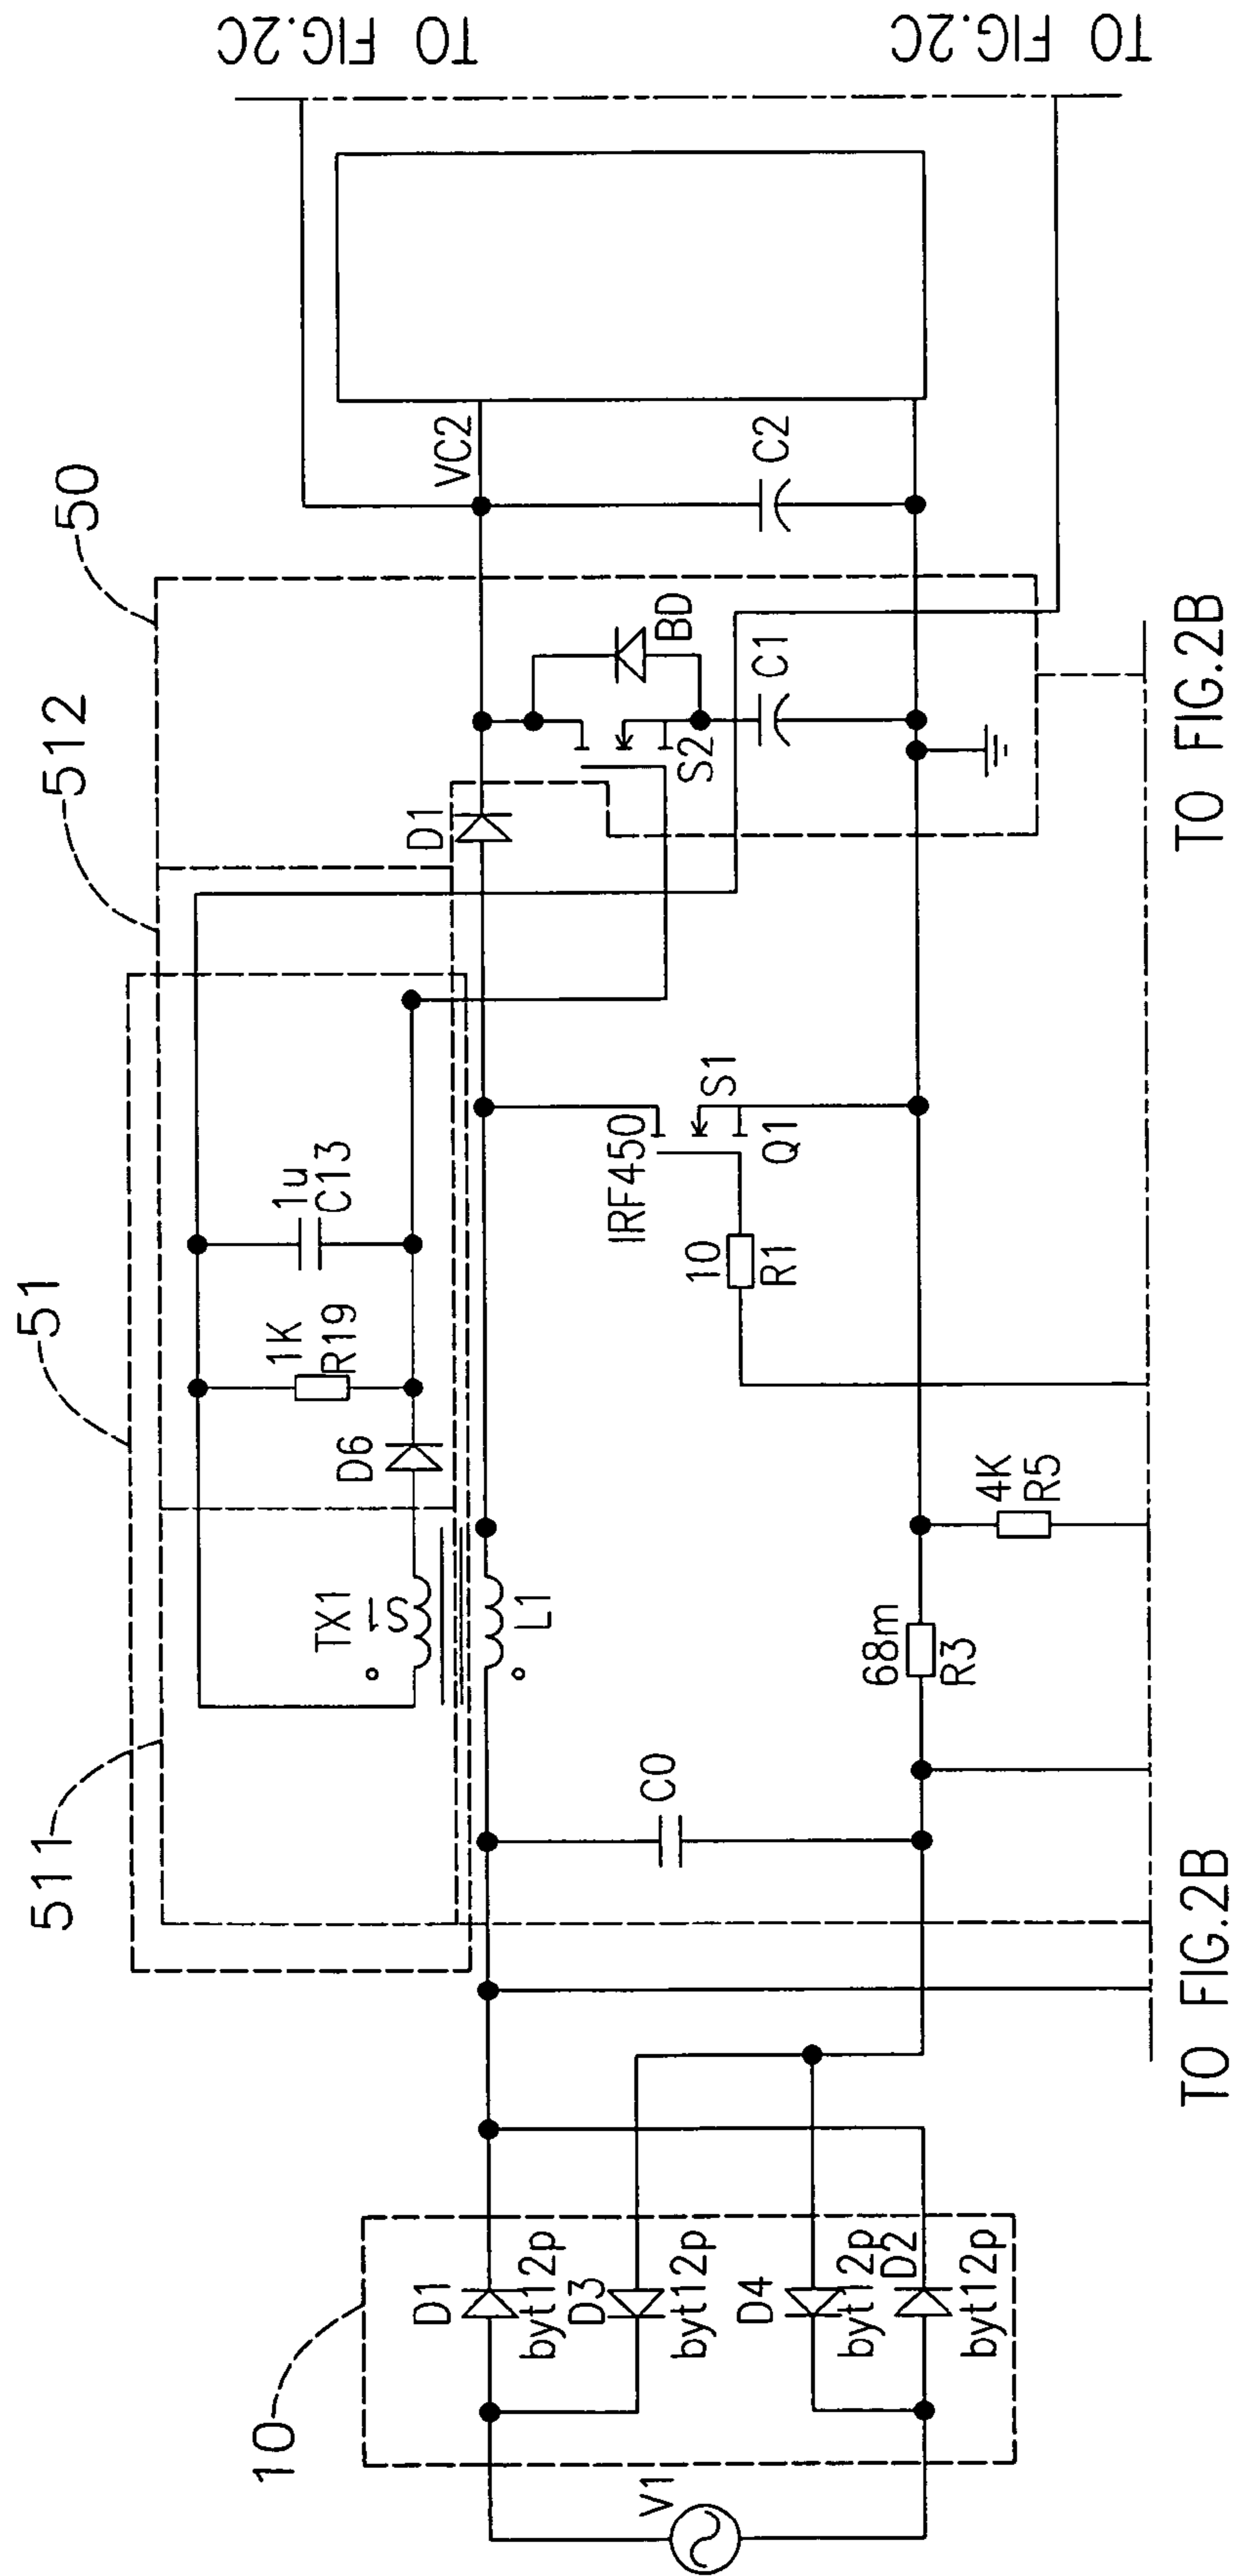 TO FIG.2C
TO FIG.2C
50
512
51
511
10
VC2
C2
BD
C1
S2
D1
1u
C13
1K
R19
D6
TX1
S1
L1
IRF450
S1
Q1
10
R1
4K
R5
68m
R3
C0
D1
byt12p
D3
byt12p
D4
byt12p
D2
byt12p
V1
TO FIG.2B
TO FIG.2B